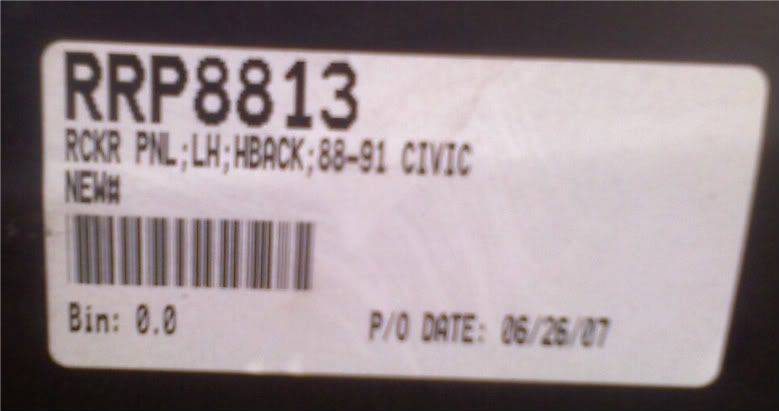 RRP8813
RCKR PNL;LH;HBACK;88-91 CIVIC
NEW#
Bin: 0.0 P/O DATE: 06/26/07